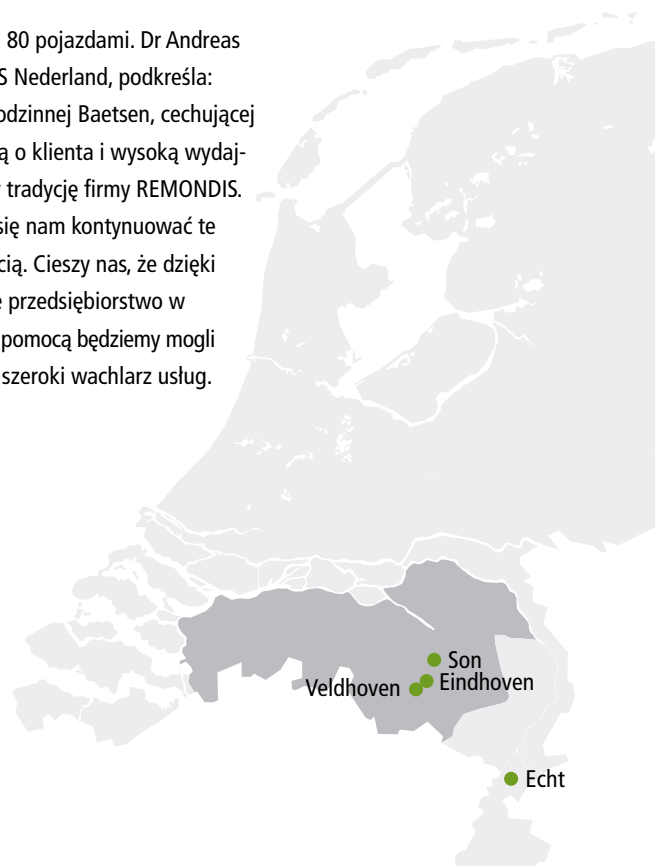 80 pojazdami. Dr Andreas
S Nederland, podkreśla:
odzinnej Baetsen, cechującej
ą o klienta i wysoką wydaj-
tradycję firmy REMONDIS.
się nam kontynuować te
cią. Cieszy nas, że dzięki
e przedsiębiorstwo w
pomocą będziemy mogli
szeroki wachlarz usług.
Son
Eindhoven
Veldhoven
Echt